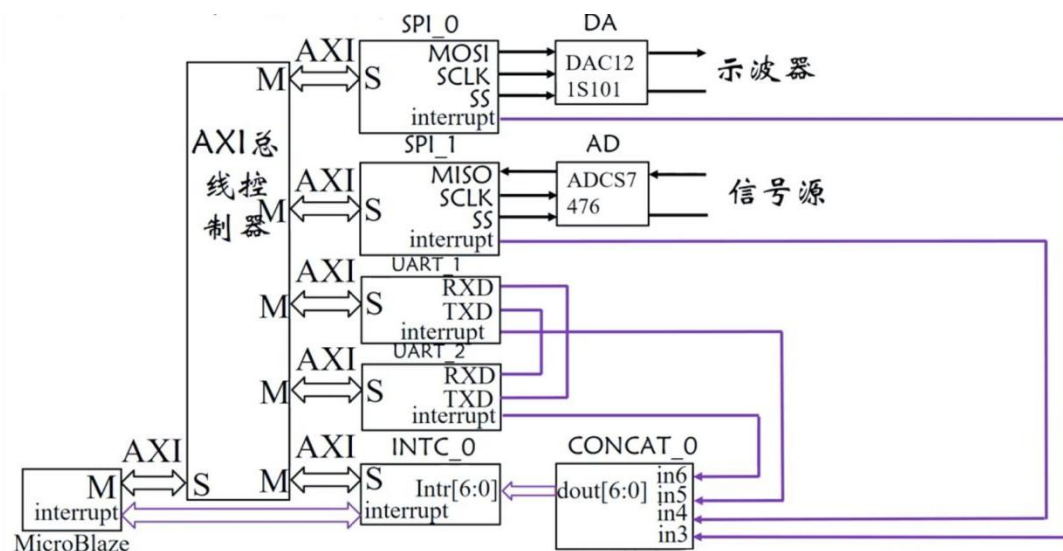 SPI_0
DA
AXI
M
S
MOSI
SCLK
SS
interrupt
DAC12
1S101
示波器
AXI总
线控
制器
SPI_1
AD
AXI
M
S
MISO
SCLK
SS
interrupt
ADCS7
476
信号源
UART_1
AXI
M
S
RXD
TXD
interrupt
UART_2
AXI
M
S
RXD
TXD
interrupt
INTC_0
CONCAT_0
AXI
M
S
Intr[6:0]
interrupt
dout[6:0]
in6
in5
in4
in3
AXI
M
S
interrupt
MicroBlaze